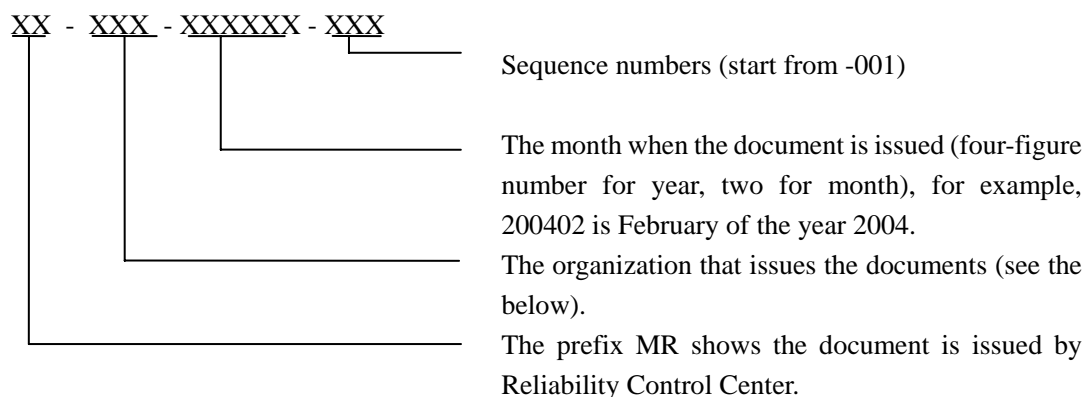 XX - XXX - XXXXXX - XXX
Sequence numbers (start from -001)
The month when the document is issued (four-figure
number for year, two for month), for example,
200402 is February of the year 2004.
The organization that issues the documents (see the
below).
The prefix MR shows the document is issued by
Reliability Control Center.